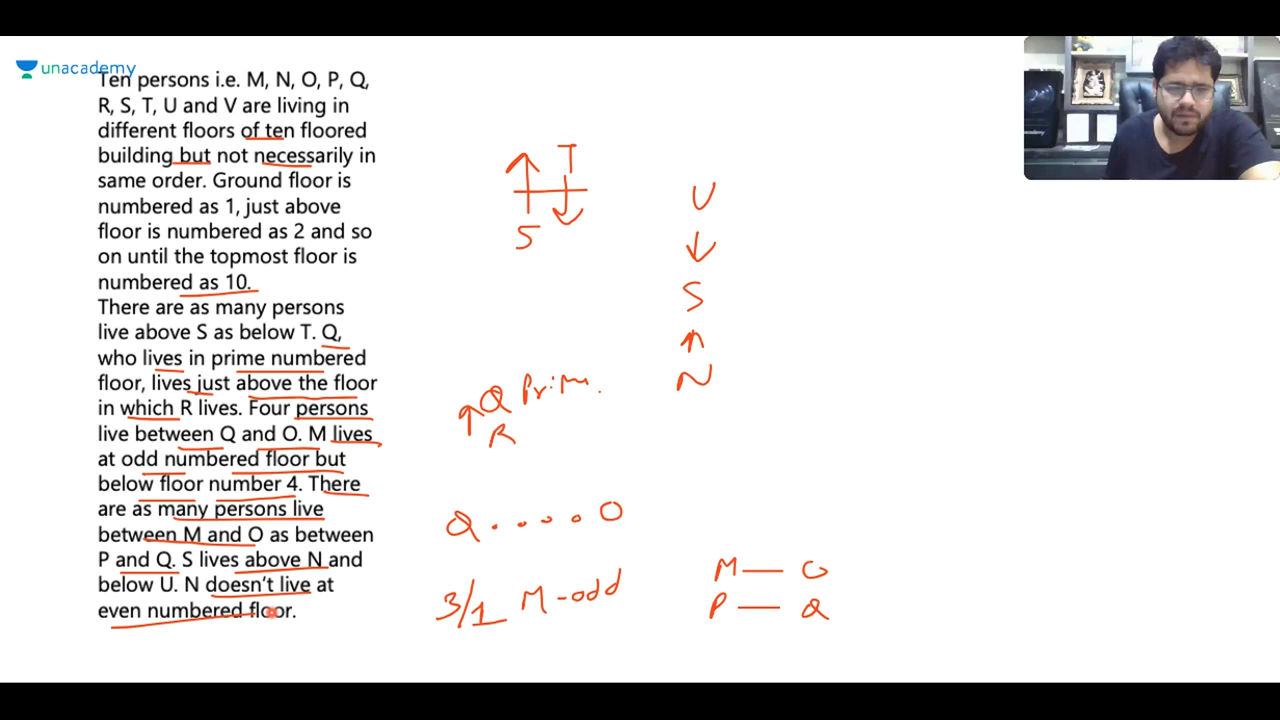 unacademy
Ten persons i.e. M, N, O, P, Q,
R, S, T, U and V are living in
different floors of ten floored
building but not necessarily in
same order. Ground floor is
numbered as 1, just above
floor is numbered as 2 and so
on until the topmost floor is
numbered as 10.
There are as many persons
live above S as below T. Q,
who lives in prime numbered
floor, lives just above the floor
in which R lives. Four persons
live between Q and O. M lives
at odd numbered floor but
below floor number 4. There
are as many persons live
between M and O as between
P and Q. S lives above N and
below U. N doesn't live at
even numbered floor.
T
S
U
↓
S
↑
N
↑ Q Prim.
R
Q . . . . O
3/1 M-odd
M — O
P — Q